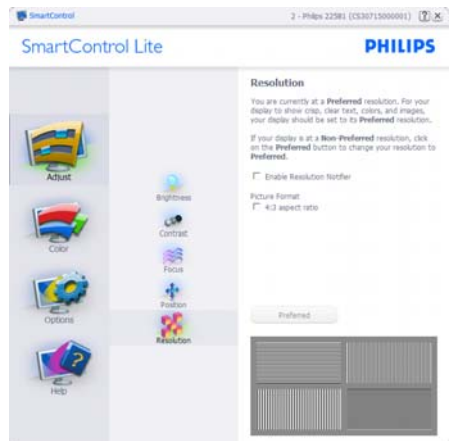 SmartControl
2 - Philips 225B1 (CS30715000001)
SmartControl Lite
PHILIPS
Adjust
Color
Options
Help
Brightness
Contrast
Focus
Position
Resolution
Resolution
You are currently at a Preferred resolution. For your
display to show crisp, clear text, colors, and images,
your display should be set to its Preferred resolution.
If your display is at a Non-Preferred resolution, click
on the Preferred button to change your resolution to
Preferred.
Enable Resolution Notifier
Picture Format
4:3 aspect ratio
Preferred